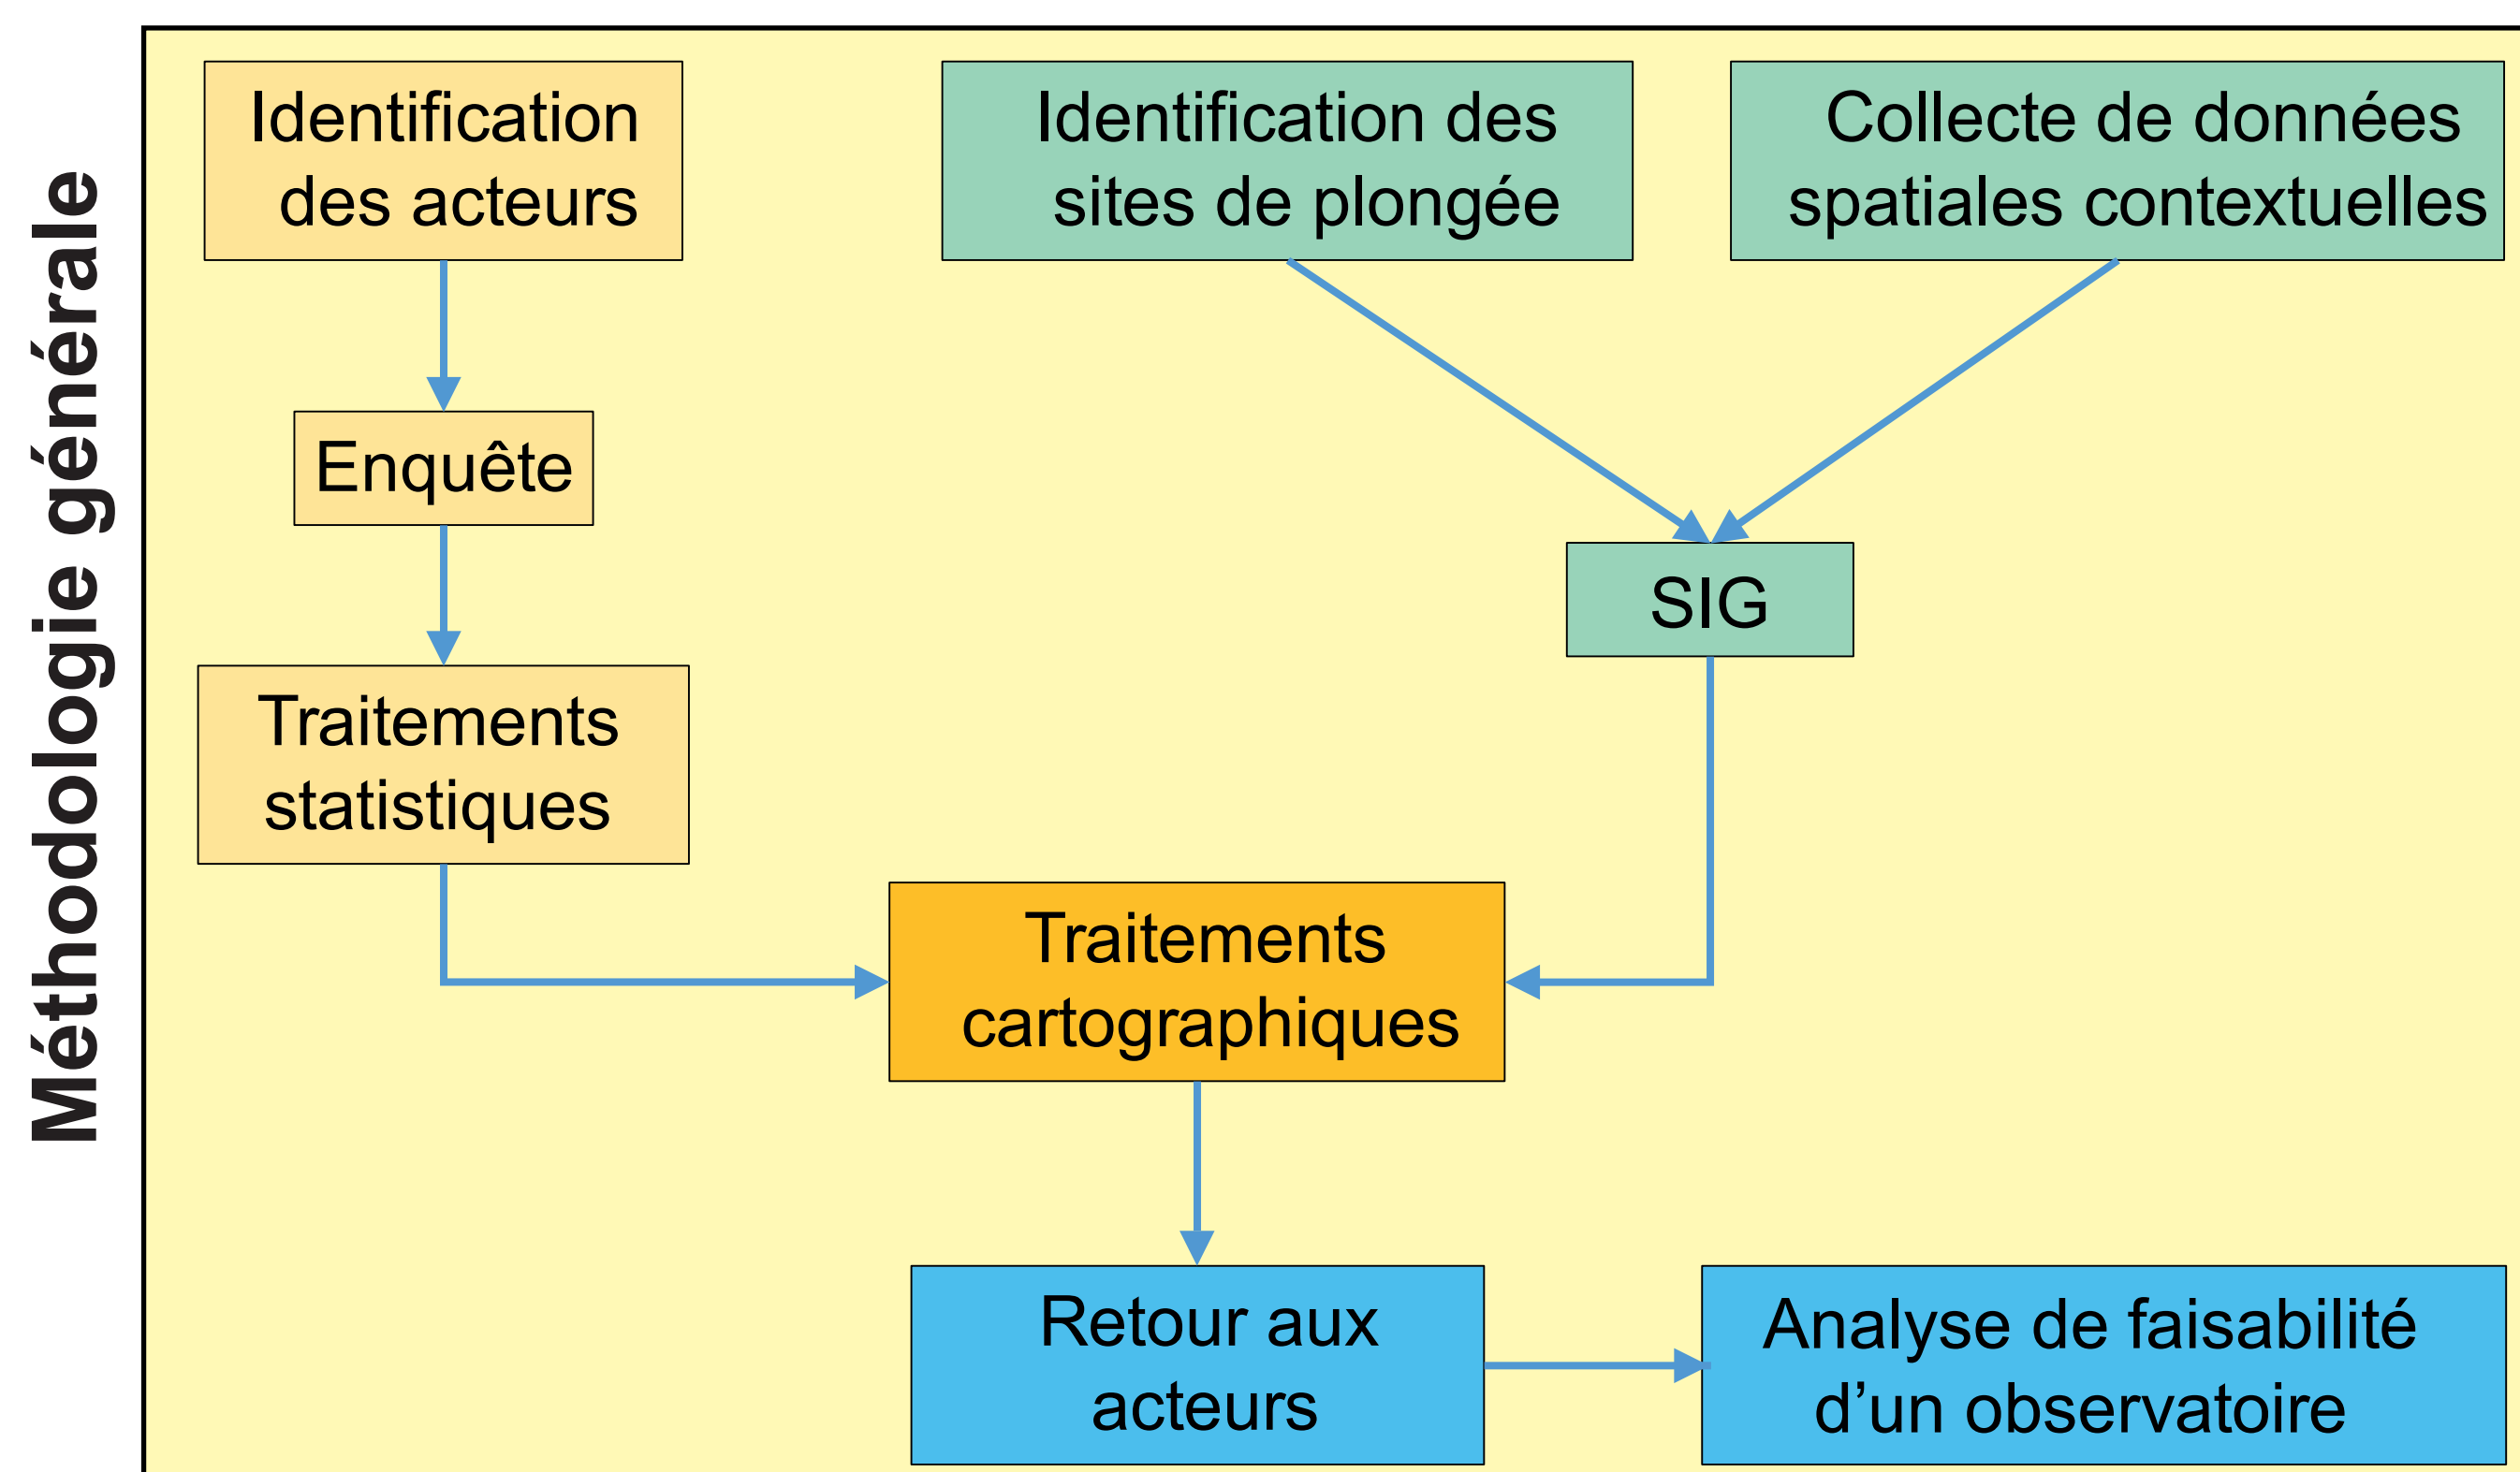 Méthodologie générale
Identification
des acteurs
Identification des
sites de plongée
Collecte de données
spatiales contextuelles
Enquête
SIG
Traitements
statistiques
Traitements
cartographiques
Retour aux
acteurs
Analyse de faisabilité
d’un observatoire